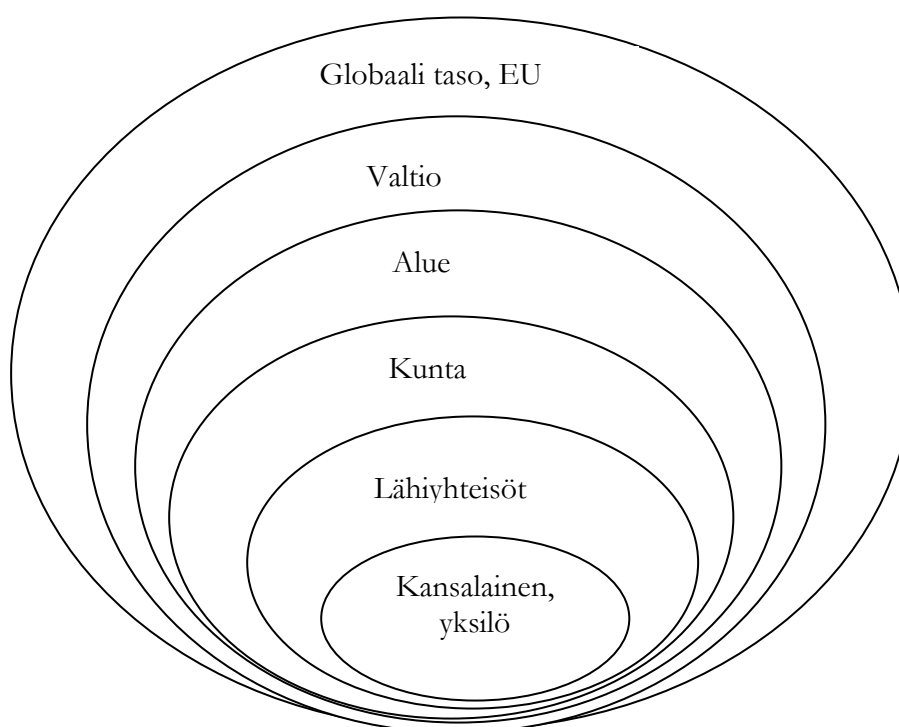 Globaali taso, EU
Valtio
Alue
Kunta
Lähiyhteisöt
Kansalainen,
yksilö